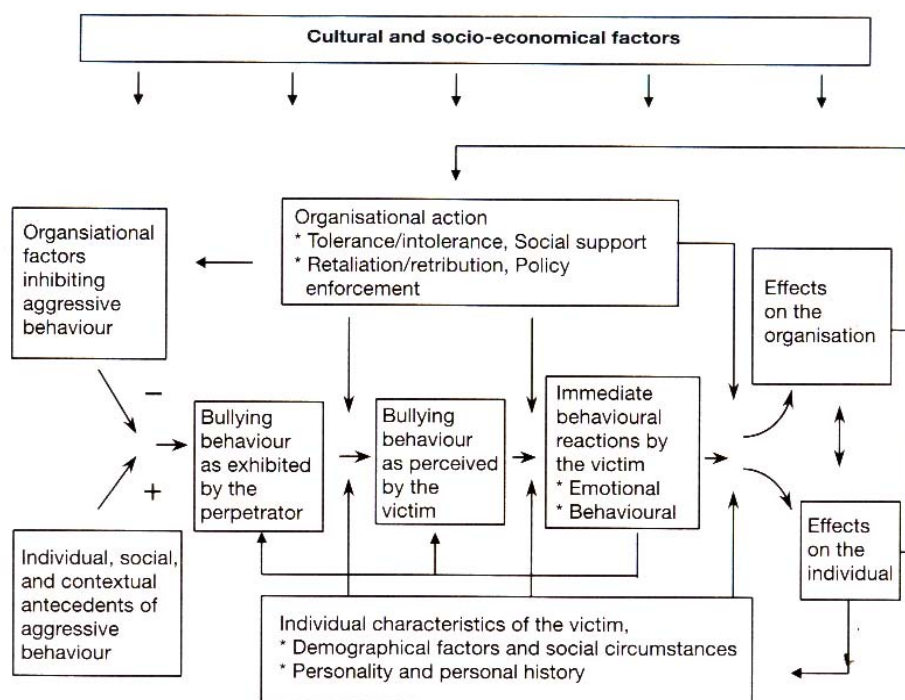 Cultural and socio-economical factors
Organisational action
* Tolerance/intolerance, Social support
* Retaliation/retribution, Policy
enforcement
Organsiational
factors
inhibiting
aggressive
behaviour
Effects
on the
organisation
−
+
Bullying
behaviour
as exhibited
by the
perpetrator
Bullying
behaviour
as perceived
by the
victim
Immediate
behavioural
reactions by
the victim
* Emotional
* Behavioural
Individual, social,
and contextual
antecedents of
aggressive
behaviour
Effects
on the
individual
Individual characteristics of the victim,
* Demographical factors and social circumstances
* Personality and personal history